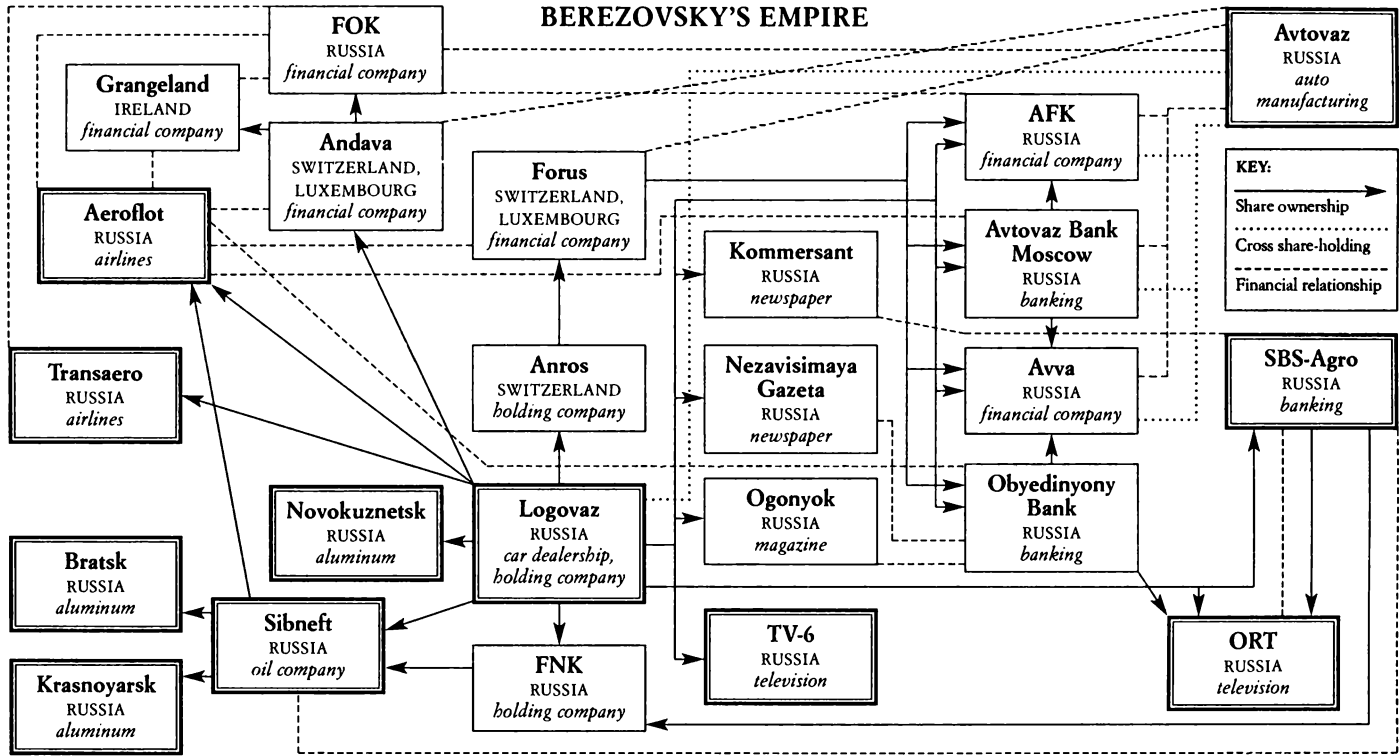 BEREZOVSKY'S EMPIRE
FOK
RUSSIA
financial company
Grangeland
IRELAND
financial company
Andava
SWITZERLAND,
LUXEMBOURG
financial company
Forus
SWITZERLAND,
LUXEMBOURG
financial company
Aeroflot
RUSSIA
airlines
Transaero
RUSSIA
airlines
Anros
SWITZERLAND
holding company
Novokuznetsk
RUSSIA
aluminum
Logovaz
RUSSIA
car dealership,
holding company
Bratsk
RUSSIA
aluminum
Sibneft
RUSSIA
oil company
Krasnoyarsk
RUSSIA
aluminum
FNK
RUSSIA
holding company
Kommersant
RUSSIA
newspaper
Nezavisimaya
Gazeta
RUSSIA
newspaper
Ogonyok
RUSSIA
magazine
TV-6
RUSSIA
television
AFK
RUSSIA
financial company
Avtovaz Bank
Moscow
RUSSIA
banking
Avva
RUSSIA
financial company
Obyedinyony
Bank
RUSSIA
banking
Avtovaz
RUSSIA
auto
manufacturing
KEY:
Share ownership
Cross share-holding
Financial relationship
SBS-Agro
RUSSIA
banking
ORT
RUSSIA
television